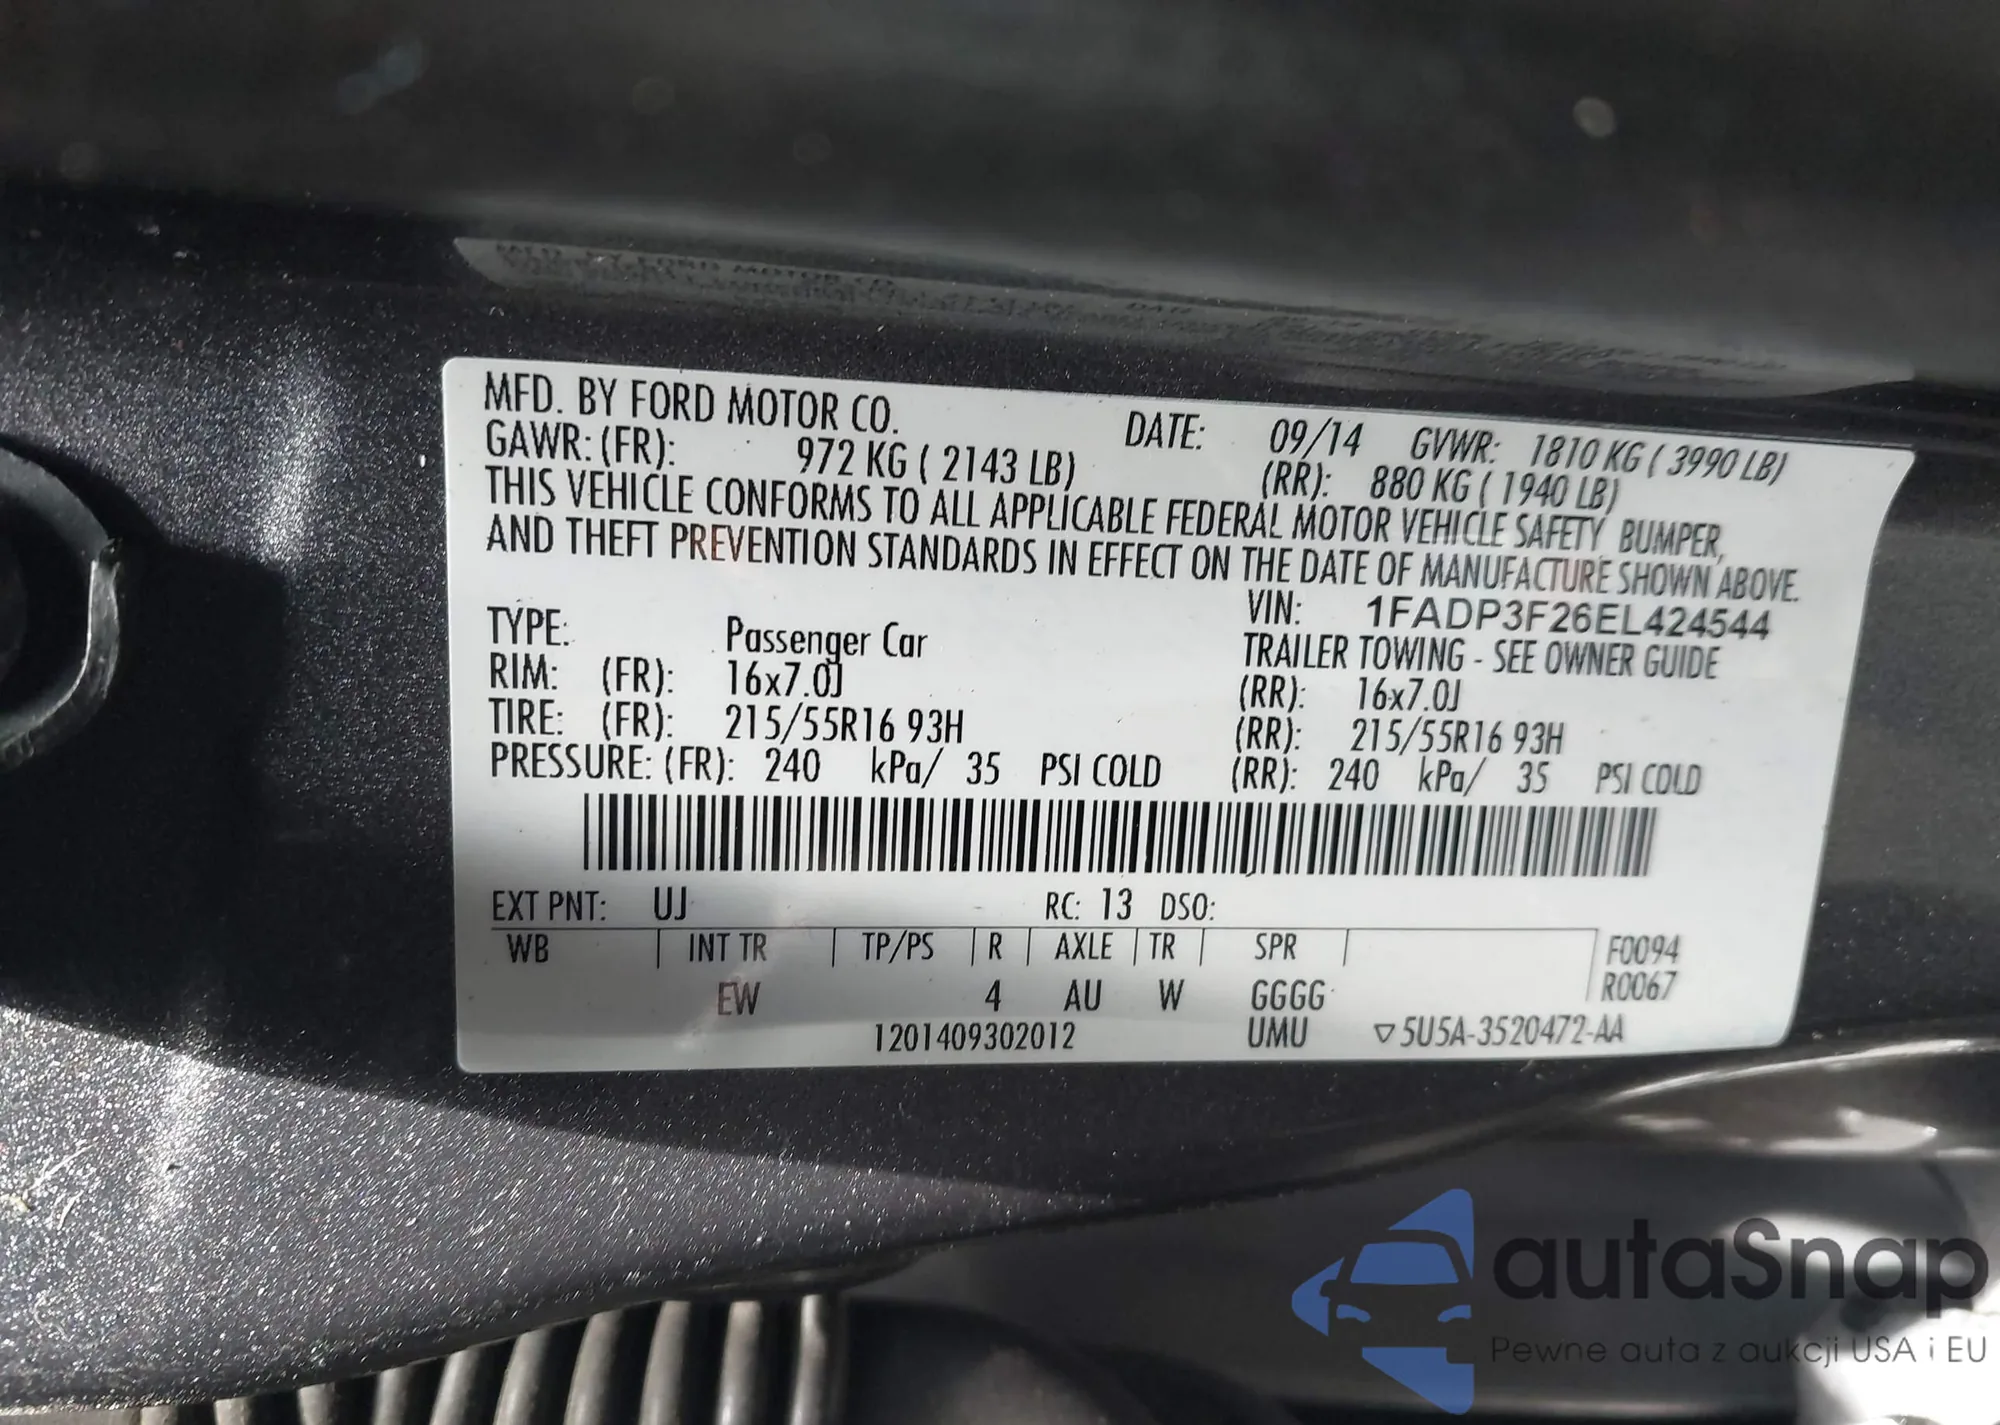 MFD. BY FORD MOTOR CO. DATE: 09/14 GVWR: 1810 KG ( 3990 LB)
GAWR: (FR): 972 KG ( 2143 LB) (RR): 880 KG ( 1940 LB)
THIS VEHICLE CONFORMS TO ALL APPLICABLE FEDERAL MOTOR VEHICLE SAFETY, BUMPER,
AND THEFT PREVENTION STANDARDS IN EFFECT ON THE DATE OF MANUFACTURE SHOWN ABOVE.
VIN: 1FADP3F26EL424544
TYPE: Passenger Car TRAILER TOWING - SEE OWNER GUIDE
RIM: (FR): 16x7.0J (RR): 16x7.0J
TIRE: (FR): 215/55R16 93H (RR): 215/55R16 93H
PRESSURE: (FR): 240 kPa/ 35 PSI COLD (RR): 240 kPa/ 35 PSI COLD
EXT PNT: UJ RC: 13 DSO:
WB INT TR TP/PS R AXLE TR SPR F0094
R0067
EW 4 AU W GGGG
1201409302012 UMU ▽5U5A-3520472-AA
autaSnap
Pewne auta z aukcji USA i EU